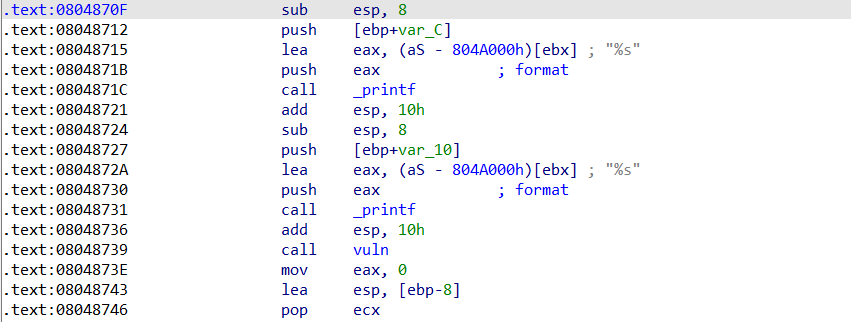 .text:0804870F sub esp, 8
.text:08048712 push [ebp+var_C]
.text:08048715 lea eax, (aS - 804A000h)[ebx] ; "%s"
.text:0804871B push eax ; format
.text:0804871C call _printf
.text:08048721 add esp, 10h
.text:08048724 sub esp, 8
.text:08048727 push [ebp+var_10]
.text:0804872A lea eax, (aS - 804A000h)[ebx] ; "%s"
.text:08048730 push eax ; format
.text:08048731 call _printf
.text:08048736 add esp, 10h
.text:08048739 call vuln
.text:0804873E mov eax, 0
.text:08048743 lea esp, [ebp-8]
.text:08048746 pop ecx